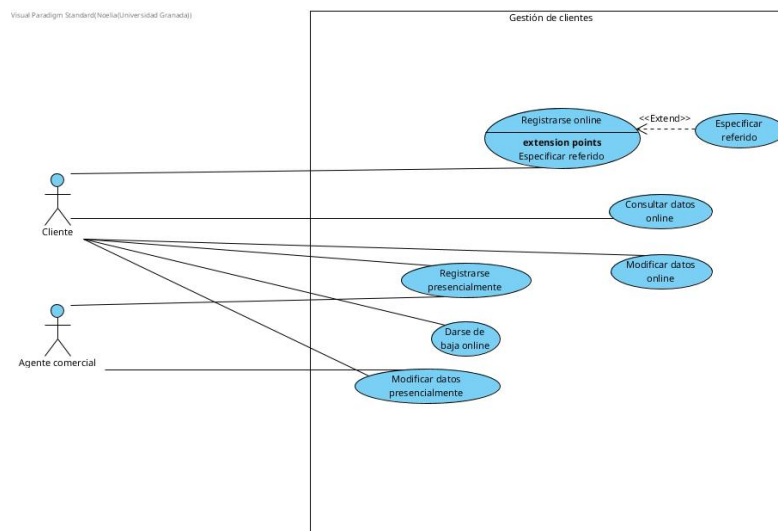 Visual Paradigm Standard(Noelia(Universidad Granada))
Gestión de clientes
Registrarse online
extension points
Especificar referido
<<Extend>>
Especificar
referido
Cliente
Consultar datos
online
Modificar datos
online
Registrarse
presencialmente
Agente comercial
Darse de
baja online
Modificar datos
presencialmente